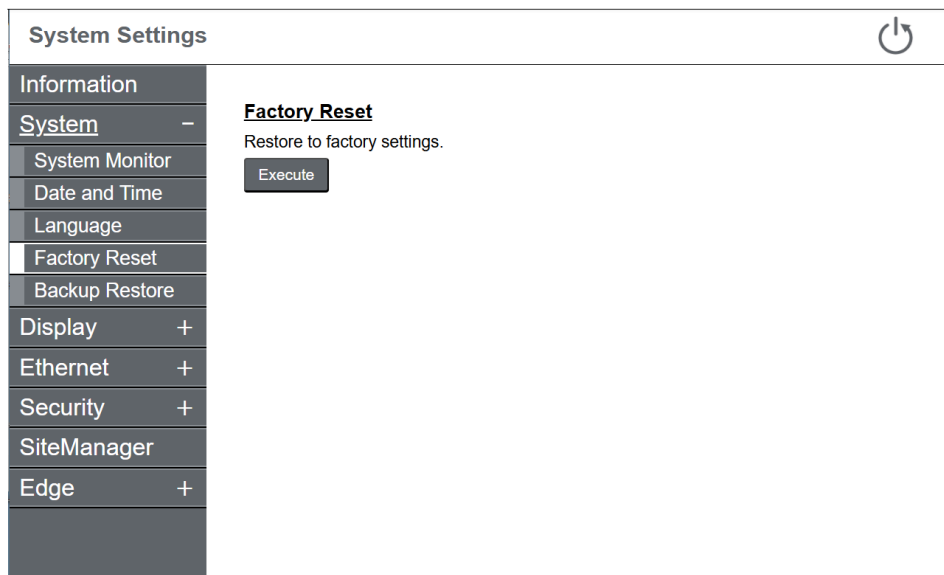 System Settings
Information
System −
System Monitor
Date and Time
Language
Factory Reset
Backup Restore
Display +
Ethernet +
Security +
SiteManager
Edge +
Factory Reset
Restore to factory settings.
Execute